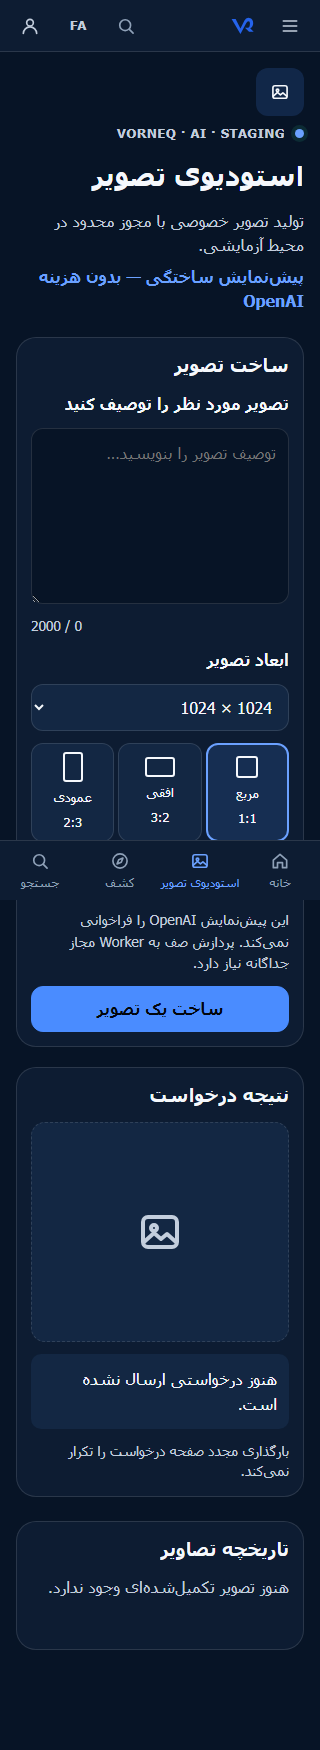 FA
VORNEQ · AI · STAGING
استودیوی تصویر
تولید تصویر خصوصی با مجوز محدود در
محیط آزمایشی.
پیش‌نمایش ساختگی — بدون هزینه
OpenAI
ساخت تصویر
تصویر مورد نظر را توصیف کنید
توصیف تصویر را بنویسید...
2000 / 0
ابعاد تصویر
1024 × 1024
مربع
افقی
عمودی
1:1
3:2
2:3
خانه
استودیوی تصویر
کشف
جستجو
این پیش‌نمایش OpenAI را فراخوانی
نمی‌کند. پردازش صف به Worker مجاز
جداگانه نیاز دارد.
ساخت یک تصویر
نتیجه درخواست
هنوز درخواستی ارسال نشده
است.
بارگذاری مجدد صفحه درخواست را تکرار
نمی‌کند.
تاریخچه تصاویر
هنوز تصویر تکمیل‌شده‌ای وجود ندارد.